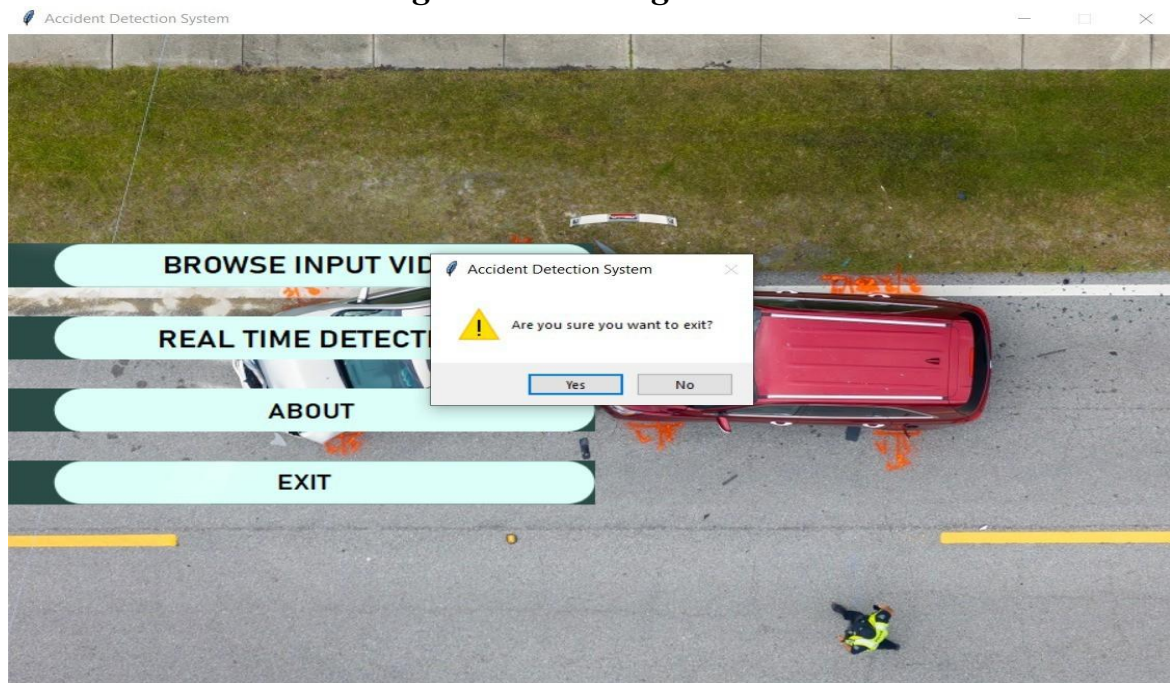 Accident Detection System
BROWSE INPUT VID
Accident Detection System
Are you sure you want to exit?
REAL TIME DETECTI
Yes No
ABOUT
EXIT